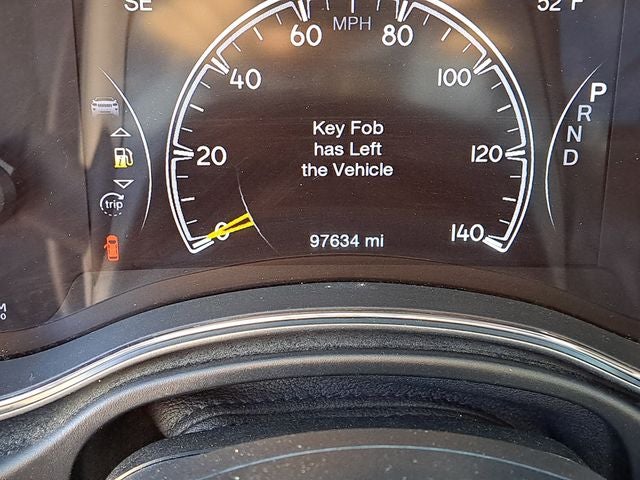 SE
52 F
60
80
MPH
40
100
P
R
N
D
Key Fob
has Left
the Vehicle
20
120
trip
0
97634 mi
140